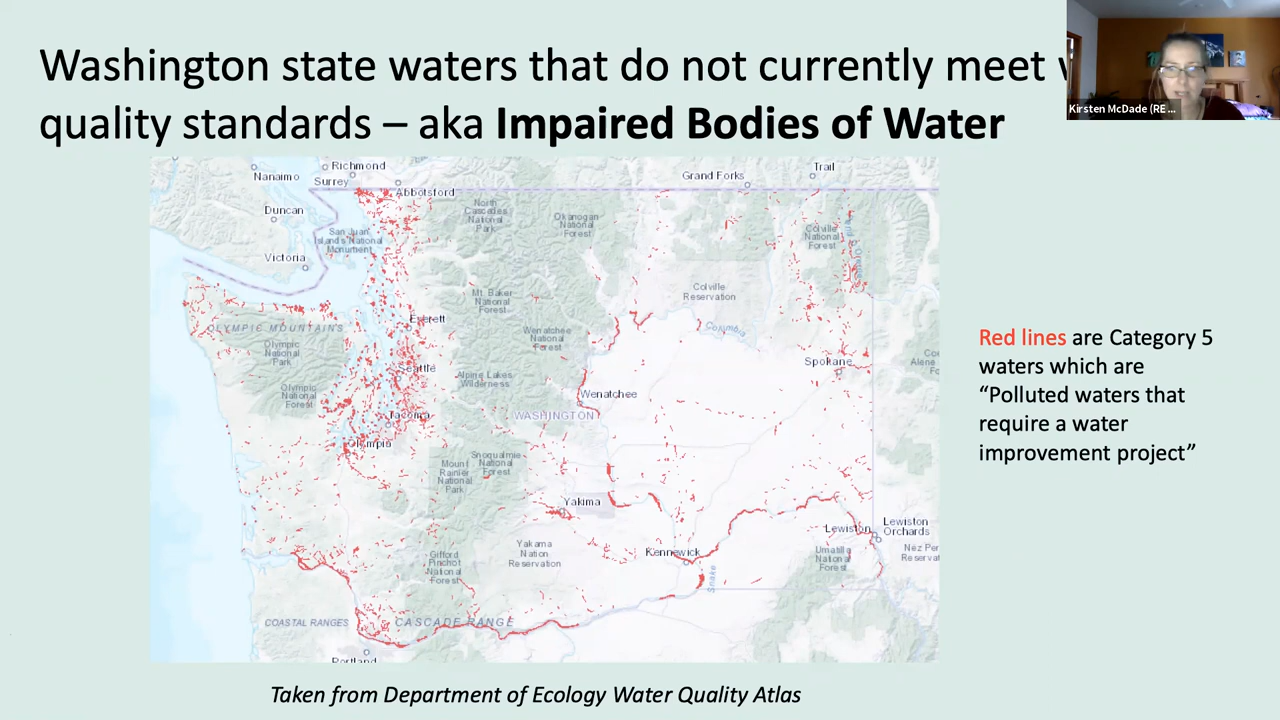 Washington state waters that do not currently meet
quality standards – aka Impaired Bodies of Water
Kirsten McDade (RE ...
Richmond
Nanaimo
Surrey
Abbotsford
Grand Forks
Trail
Duncan
North
Cascades
National
Park
Okanogan
National
Forest
San Juan
Islands National
Monument
Colville
National
Forest
Victoria
Mt. Baker
National
Forest
Colville
Reservation
OLYMPIC MOUNTAINS
Everett
Columbia
Olympic
National
Park
Wenatchee
National
Forest
Spokane
Seattle
Alpine Lakes
Wilderness
Olympic
National
Forest
Wenatchee
Tacoma
WASHINGTON
Olympia
Snoqualmie
National
Forest
Mount
Rainier
National
Park
Yakima
Lewiston
Lewiston
Orchards
Kennewick
Yakama
Nation
Reservation
Gifford
Pinchot
National
Forest
Umatilla
National
Forest
Nez Per
Reservat
Snake
COASTAL RANGES
CASCADE RANGE
Portland
Red lines are Category 5
waters which are
“Polluted waters that
require a water
improvement project”
Taken from Department of Ecology Water Quality Atlas